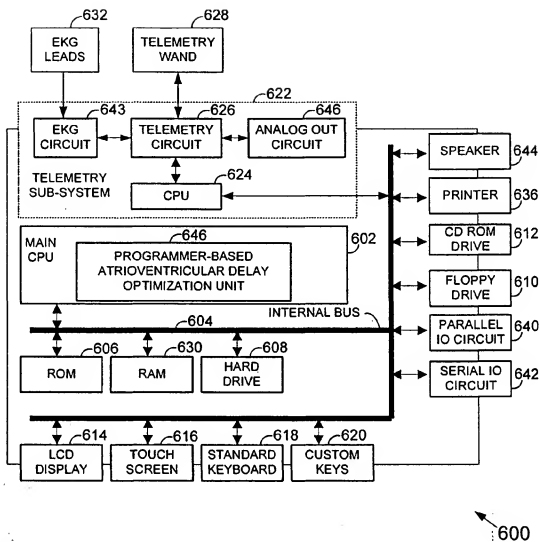 632
EKG
LEADS
628
TELEMETRY
WAND
622
643
EKG
CIRCUIT
626
TELEMETRY
CIRCUIT
646
ANALOG OUT
CIRCUIT
TELEMETRY
SUB-SYSTEM
624
CPU
SPEAKER
644
PRINTER
636
CD ROM
DRIVE
612
FLOPPY
DRIVE
610
PARALLEL
IO CIRCUIT
640
SERIAL IO
CIRCUIT
642
MAIN
CPU
646
602
PROGRAMMER-BASED
ATRIOVENTRICULAR DELAY
OPTIMIZATION UNIT
604
INTERNAL BUS
606
ROM
630
RAM
608
HARD
DRIVE
614
LCD
DISPLAY
616
TOUCH
SCREEN
618
STANDARD
KEYBOARD
620
CUSTOM
KEYS
600